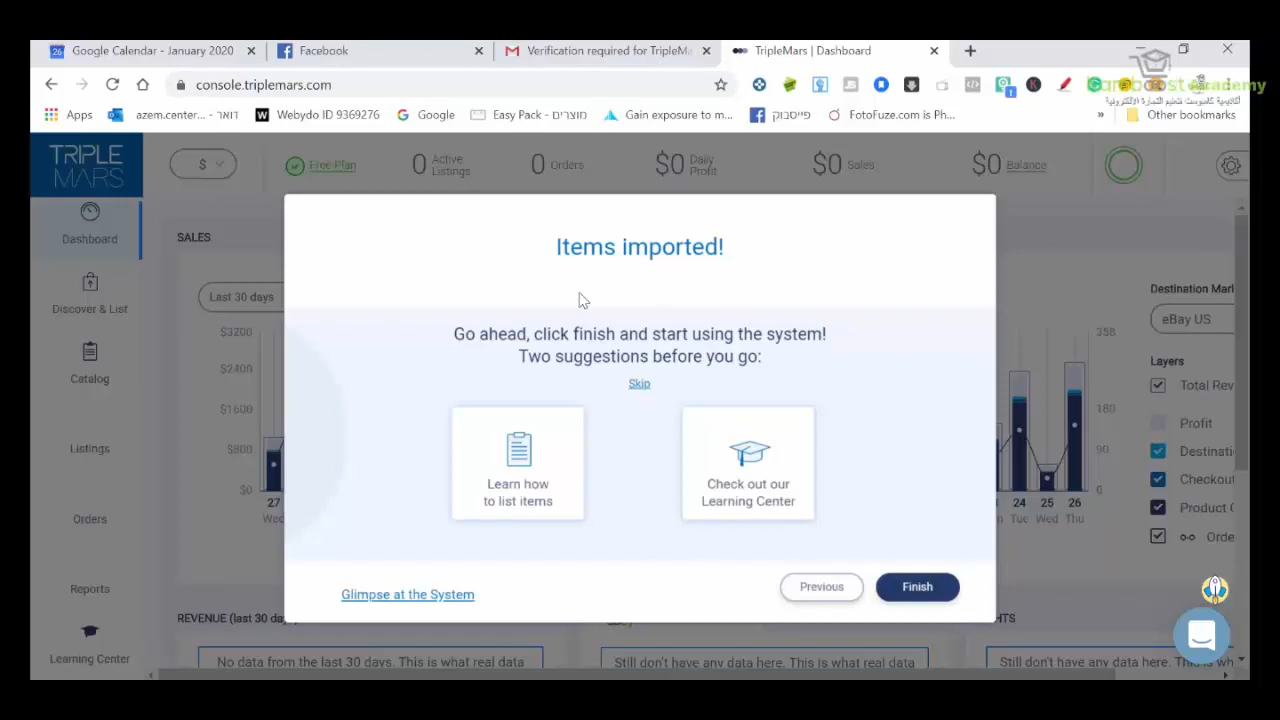 Google Calendar - January 2020
Facebook
Verification required for TripleMa
TripleMars | Dashboard
console.triplemars.com
Apps
azem.center... - דואר
Webydo ID 9369276
Google
Easy Pack - מוצרים
Gain exposure to m...
פייסבוק
FotoFuze.com is Ph...
»
Other bookmarks
TRIPLE
MARS
$
Free Plan
0 Active Listings
0 Orders
$0 Daily Profit
$0 Sales
$0 Balance
Dashboard
Discover & List
Catalog
Listings
Orders
Reports
Learning Center
SALES
Last 30 days
$3200
$2400
$1600
$800
$0
27
Items imported!
Go ahead, click finish and start using the system!
Two suggestions before you go:
Skip
Learn how
to list items
Check out our
Learning Center
Glimpse at the System
Previous
Finish
358
180
90
0
24 25 26
Tue Wed Thu
Destination Mar
eBay US
Layers
Total Rev
Profit
Destinati
Checkout
Product
Orde
REVENUE (last 30 da
HTS
No data from the last 30 days. This is what real data
Still don't have any data here. This is what real data
Still don't have any data here. This is wh